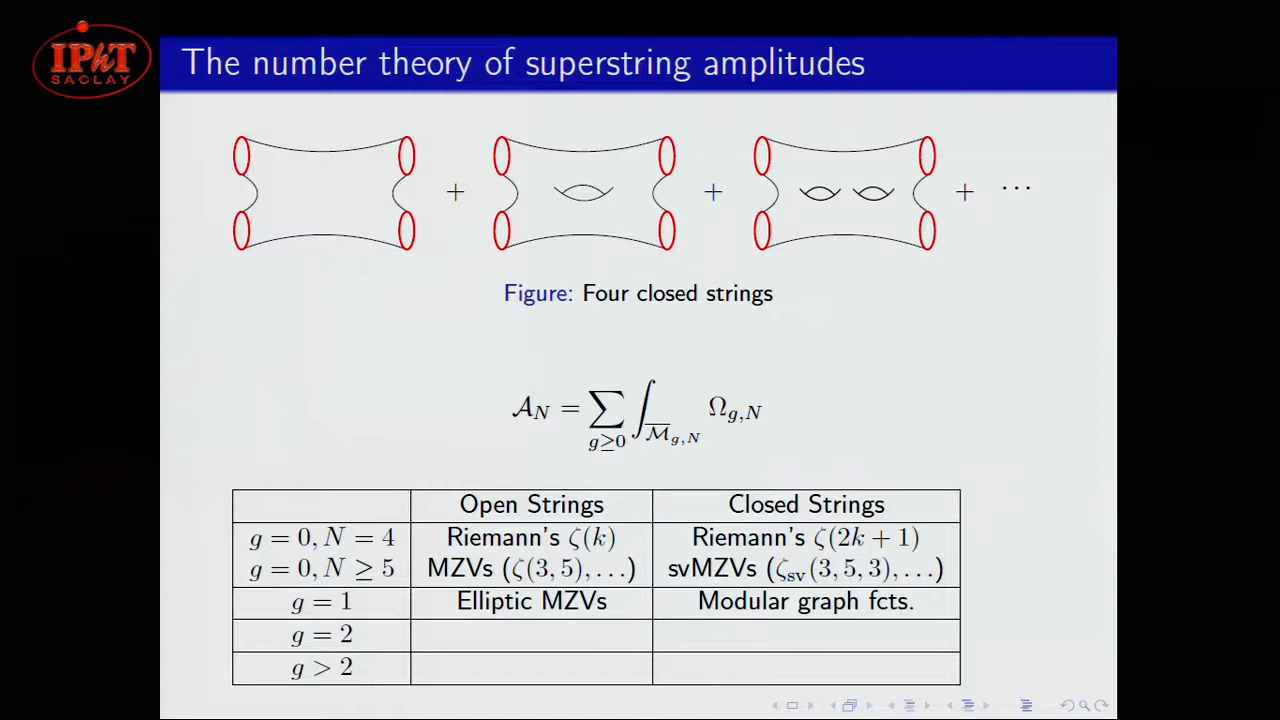 IPhT
SACLAY
The number theory of superstring amplitudes
+ + + ⋯
Figure: Four closed strings
𝒜_N = ∑_{g≥0} ∫_{\overline{ℳ}_{g,N}} Ω_{g,N}
Open Strings Closed Strings
g = 0, N = 4 Riemann's ζ(k) Riemann's ζ(2k + 1)
g = 0, N ≥ 5 MZVs (ζ(3, 5), …) svMZVs (ζ_sv(3, 5, 3), …)
g = 1 Elliptic MZVs Modular graph fcts.
g = 2
g > 2